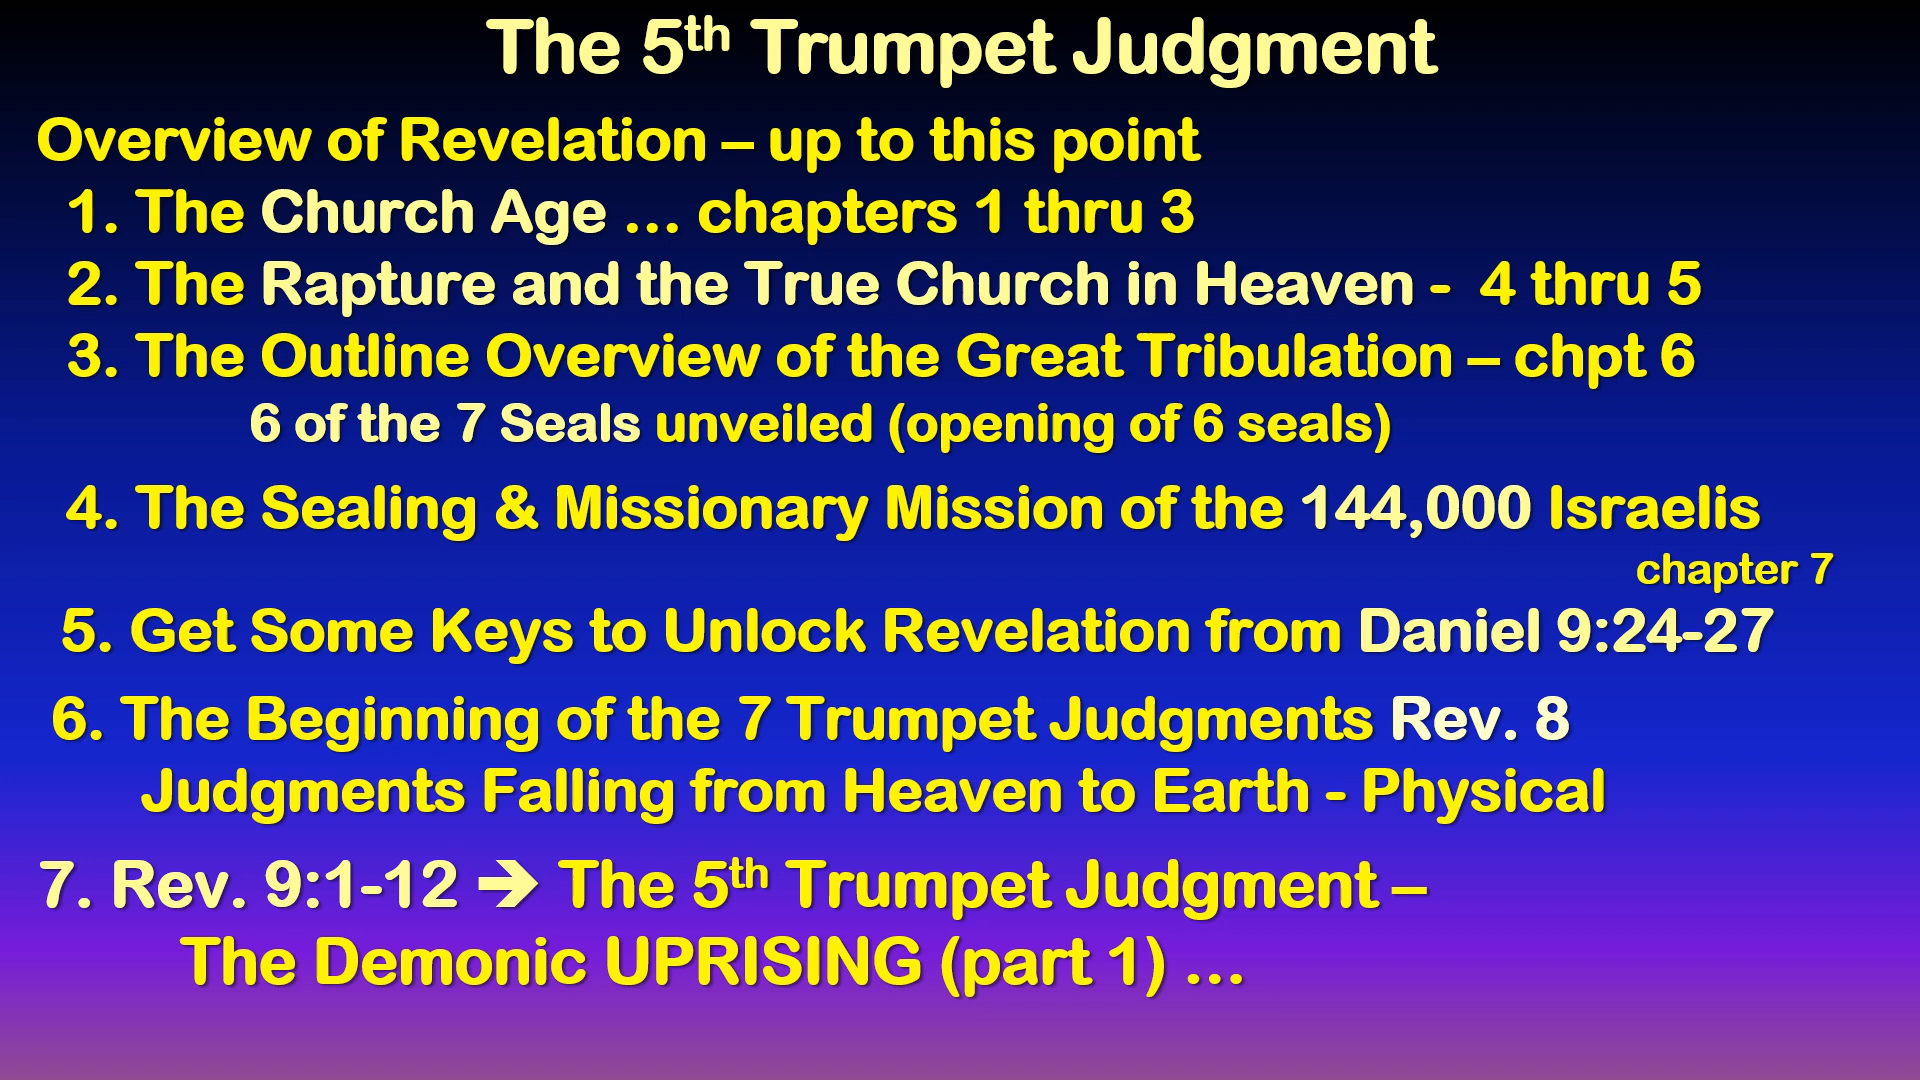 The 5th Trumpet Judgment
Overview of Revelation – up to this point
1. The Church Age … chapters 1 thru 3
2. The Rapture and the True Church in Heaven - 4 thru 5
3. The Outline Overview of the Great Tribulation – chpt 6
6 of the 7 Seals unveiled (opening of 6 seals)
4. The Sealing & Missionary Mission of the 144,000 Israelis
chapter 7
5. Get Some Keys to Unlock Revelation from Daniel 9:24-27
6. The Beginning of the 7 Trumpet Judgments Rev. 8
Judgments Falling from Heaven to Earth - Physical
7. Rev. 9:1-12 ➔ The 5th Trumpet Judgment –
The Demonic UPRISING (part 1) …